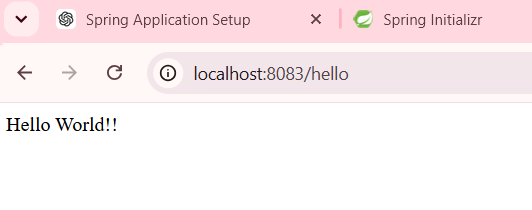 Spring Application Setup
Spring Initializr
localhost:8083/hello
Hello World!!